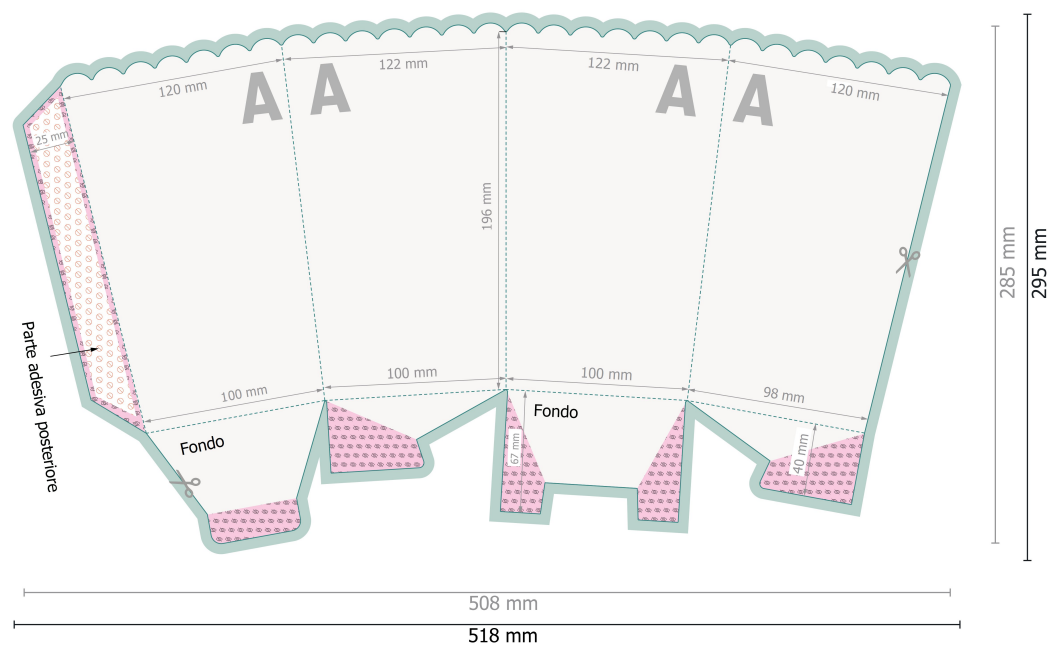 120 mm
122 mm
122 mm
120 mm
A
A
A
A
25 mm
196 mm
285 mm
295 mm
Parte adesiva posteriore
100 mm
100 mm
100 mm
98 mm
Fondo
Fondo
67 mm
40 mm
508 mm
518 mm